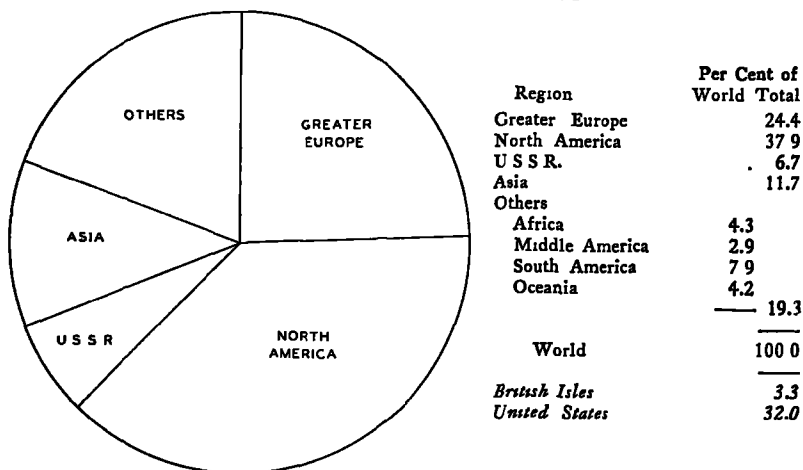 OTHERS
GREATER
EUROPE
ASIA
U S S R
NORTH
AMERICA
Per Cent of
Region World Total
Greater Europe 24.4
North America 37 9
U S S R. . 6.7
Asia 11.7
Others
Africa 4.3
Middle America 2.9
South America 7 9
Oceania 4.2
19.3
World 100 0
British Isles 3.3
United States 32.0